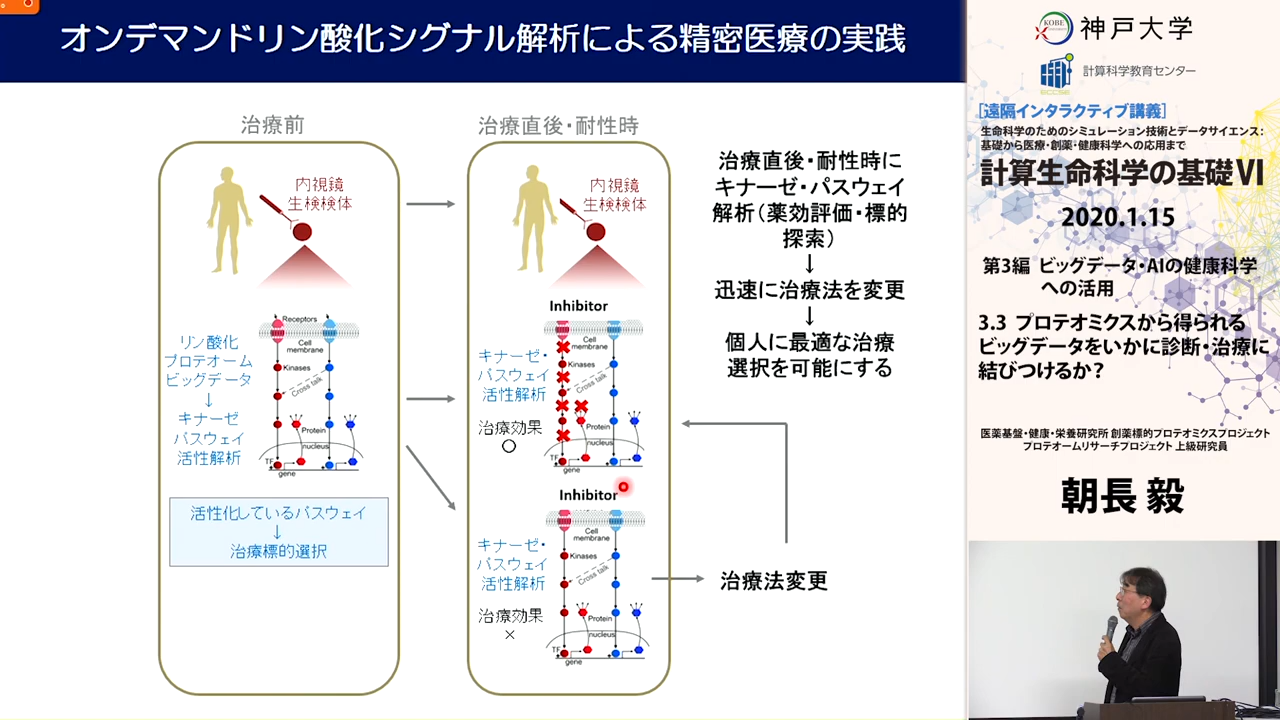 オンデマンドリン酸化シグナル解析による精密医療の実践
治療前
内視鏡
生検検体
Receptors
Cell
membrane
Kinases
Cross talk
Protein
nucleus
TF
gene
リン酸化
プロテオーム
ビッグデータ
↓
キナーゼ
パスウェイ
活性解析
活性化しているパスウェイ
↓
治療標的選択
治療直後・耐性時
内視鏡
生検検体
Inhibitor
Cell
membrane
Kinases
Cross talk
Protein
nucleus
TF
gene
キナーゼ・
パスウェイ
活性解析
治療効果
○
Inhibitor
Cell
membrane
Kinases
Cross talk
Protein
nucleus
TF
gene
キナーゼ・
パスウェイ
活性解析
治療効果
×
治療直後・耐性時に
キナーゼ・パスウェイ
解析(薬効評価・標的
探索)
↓
迅速に治療法を変更
↓
個人に最適な治療
選択を可能にする
治療法変更
KOBE
神戸大学
計算科学教育センター
[遠隔インタラクティブ講義]
生命科学のためのシミュレーション技術とデータサイエンス:
基礎から医療・創薬・健康科学への応用まで
計算生命科学の基礎Ⅵ
2020.1.15
第3編 ビッグデータ・AIの健康科学
への活用
3.3 プロテオミクスから得られる
ビッグデータをいかに診断・治療に
結びつけるか?
医薬基盤・健康・栄養研究所 創薬標的プロテオミクスプロジェクト
プロテオームリサーチプロジェクト 上級研究員
朝長 毅